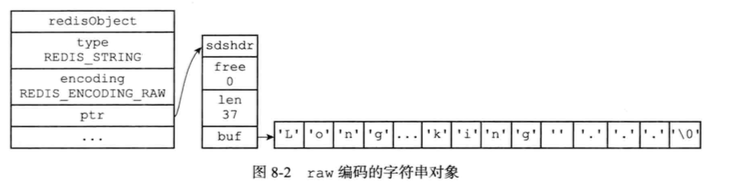 redisObject
type
REDIS_STRING
encoding
REDIS_ENCODING_RAW
ptr
...
sdshdr
free
0
len
37
buf
'L' 'o' 'n' 'g' ... 'k' 'i' 'n' 'g' '' '.' '.' '.' '\0'
图 8-2 raw 编码的字符串对象